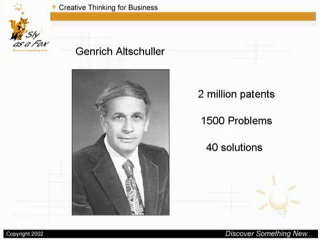 Creative Thinking for Business
Sly
as a Fox
Genrich Altschuller
2 million patents
1500 Problems
40 solutions
Copyright 2002
Discover Something New...